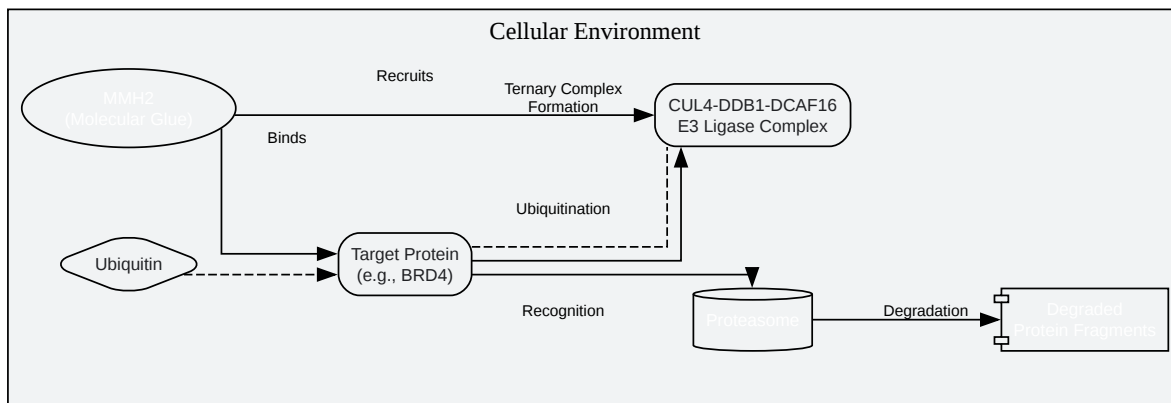 Cellular Environment
MMH2
(Molecular Glue)
Recruits
Binds
Ternary Complex
Formation
CUL4-DDB1-DCAF16
E3 Ligase Complex
Ubiquitination
Ubiquitin
Target Protein
(e.g., BRD4)
Recognition
Proteasome
Degradation
Degraded
Protein Fragments